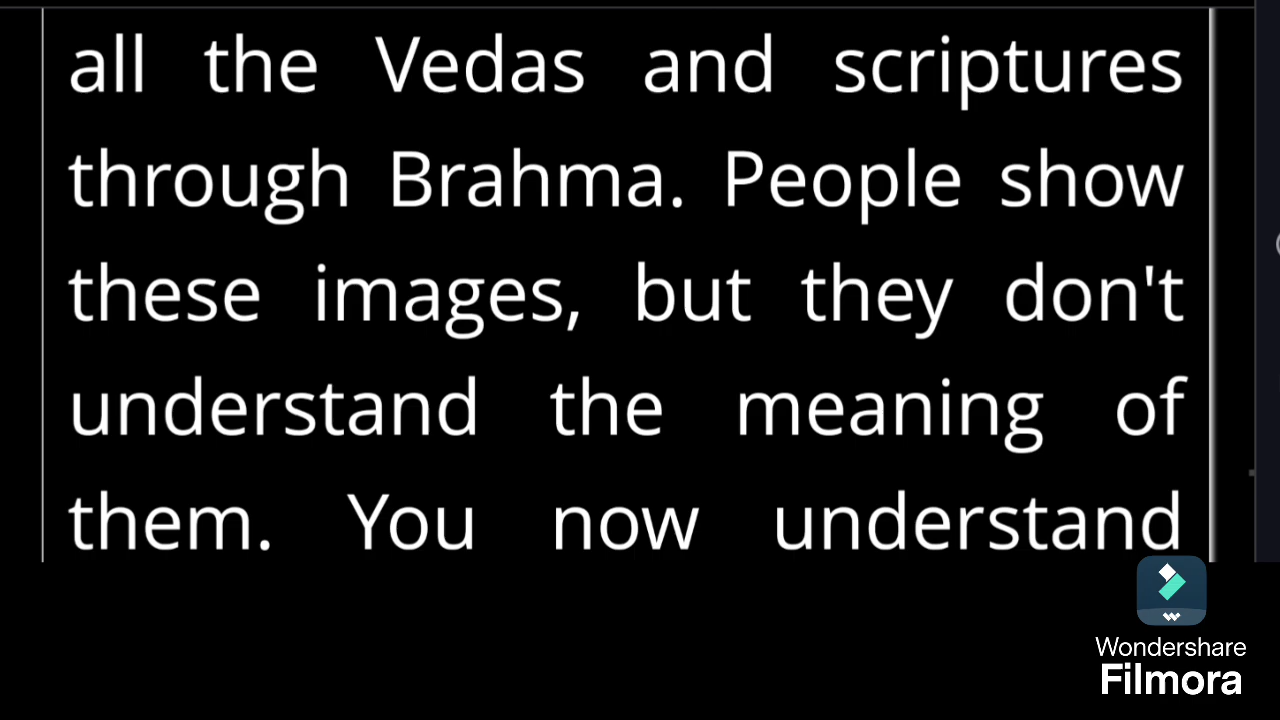 all the Vedas and scriptures
through Brahma. People show
these images, but they don't
understand the meaning of
them. You now understand
Wondershare
Filmora